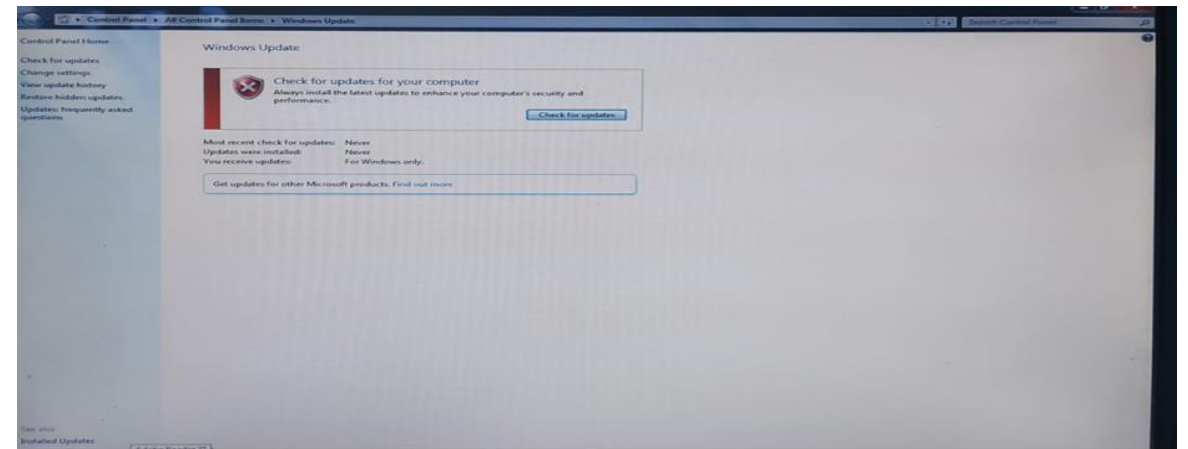 Control Panel ▸ All Control Panel Items ▸ Windows Update
Search Control Panel
Control Panel Home
Check for updates
Change settings
View update history
Restore hidden updates
Updates: frequently asked
questions
Windows Update
Check for updates for your computer
Always install the latest updates to enhance your computer's security and
performance.
Check for updates
Most recent check for updates: Never
Updates were installed: Never
You receive updates: For Windows only.
Get updates for other Microsoft products. Find out more
See also
Installed Updates